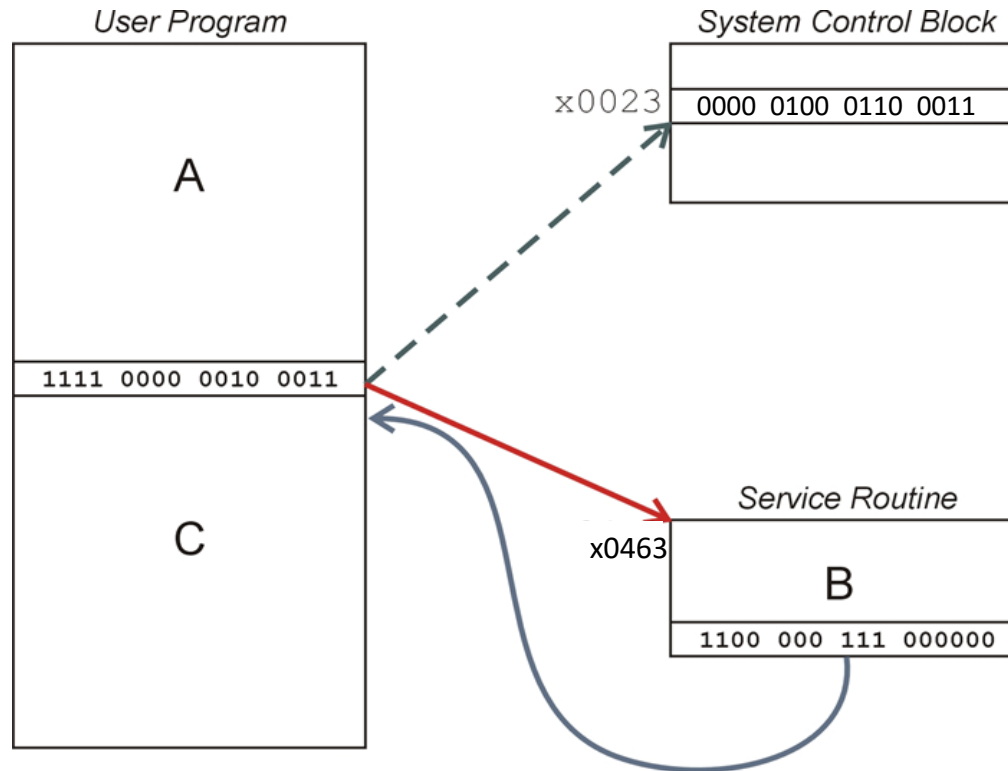 User Program
System Control Block
x0023
0000 0100 0110 0011
A
1111 0000 0010 0011
C
Service Routine
x0463
B
1100 000 111 000000